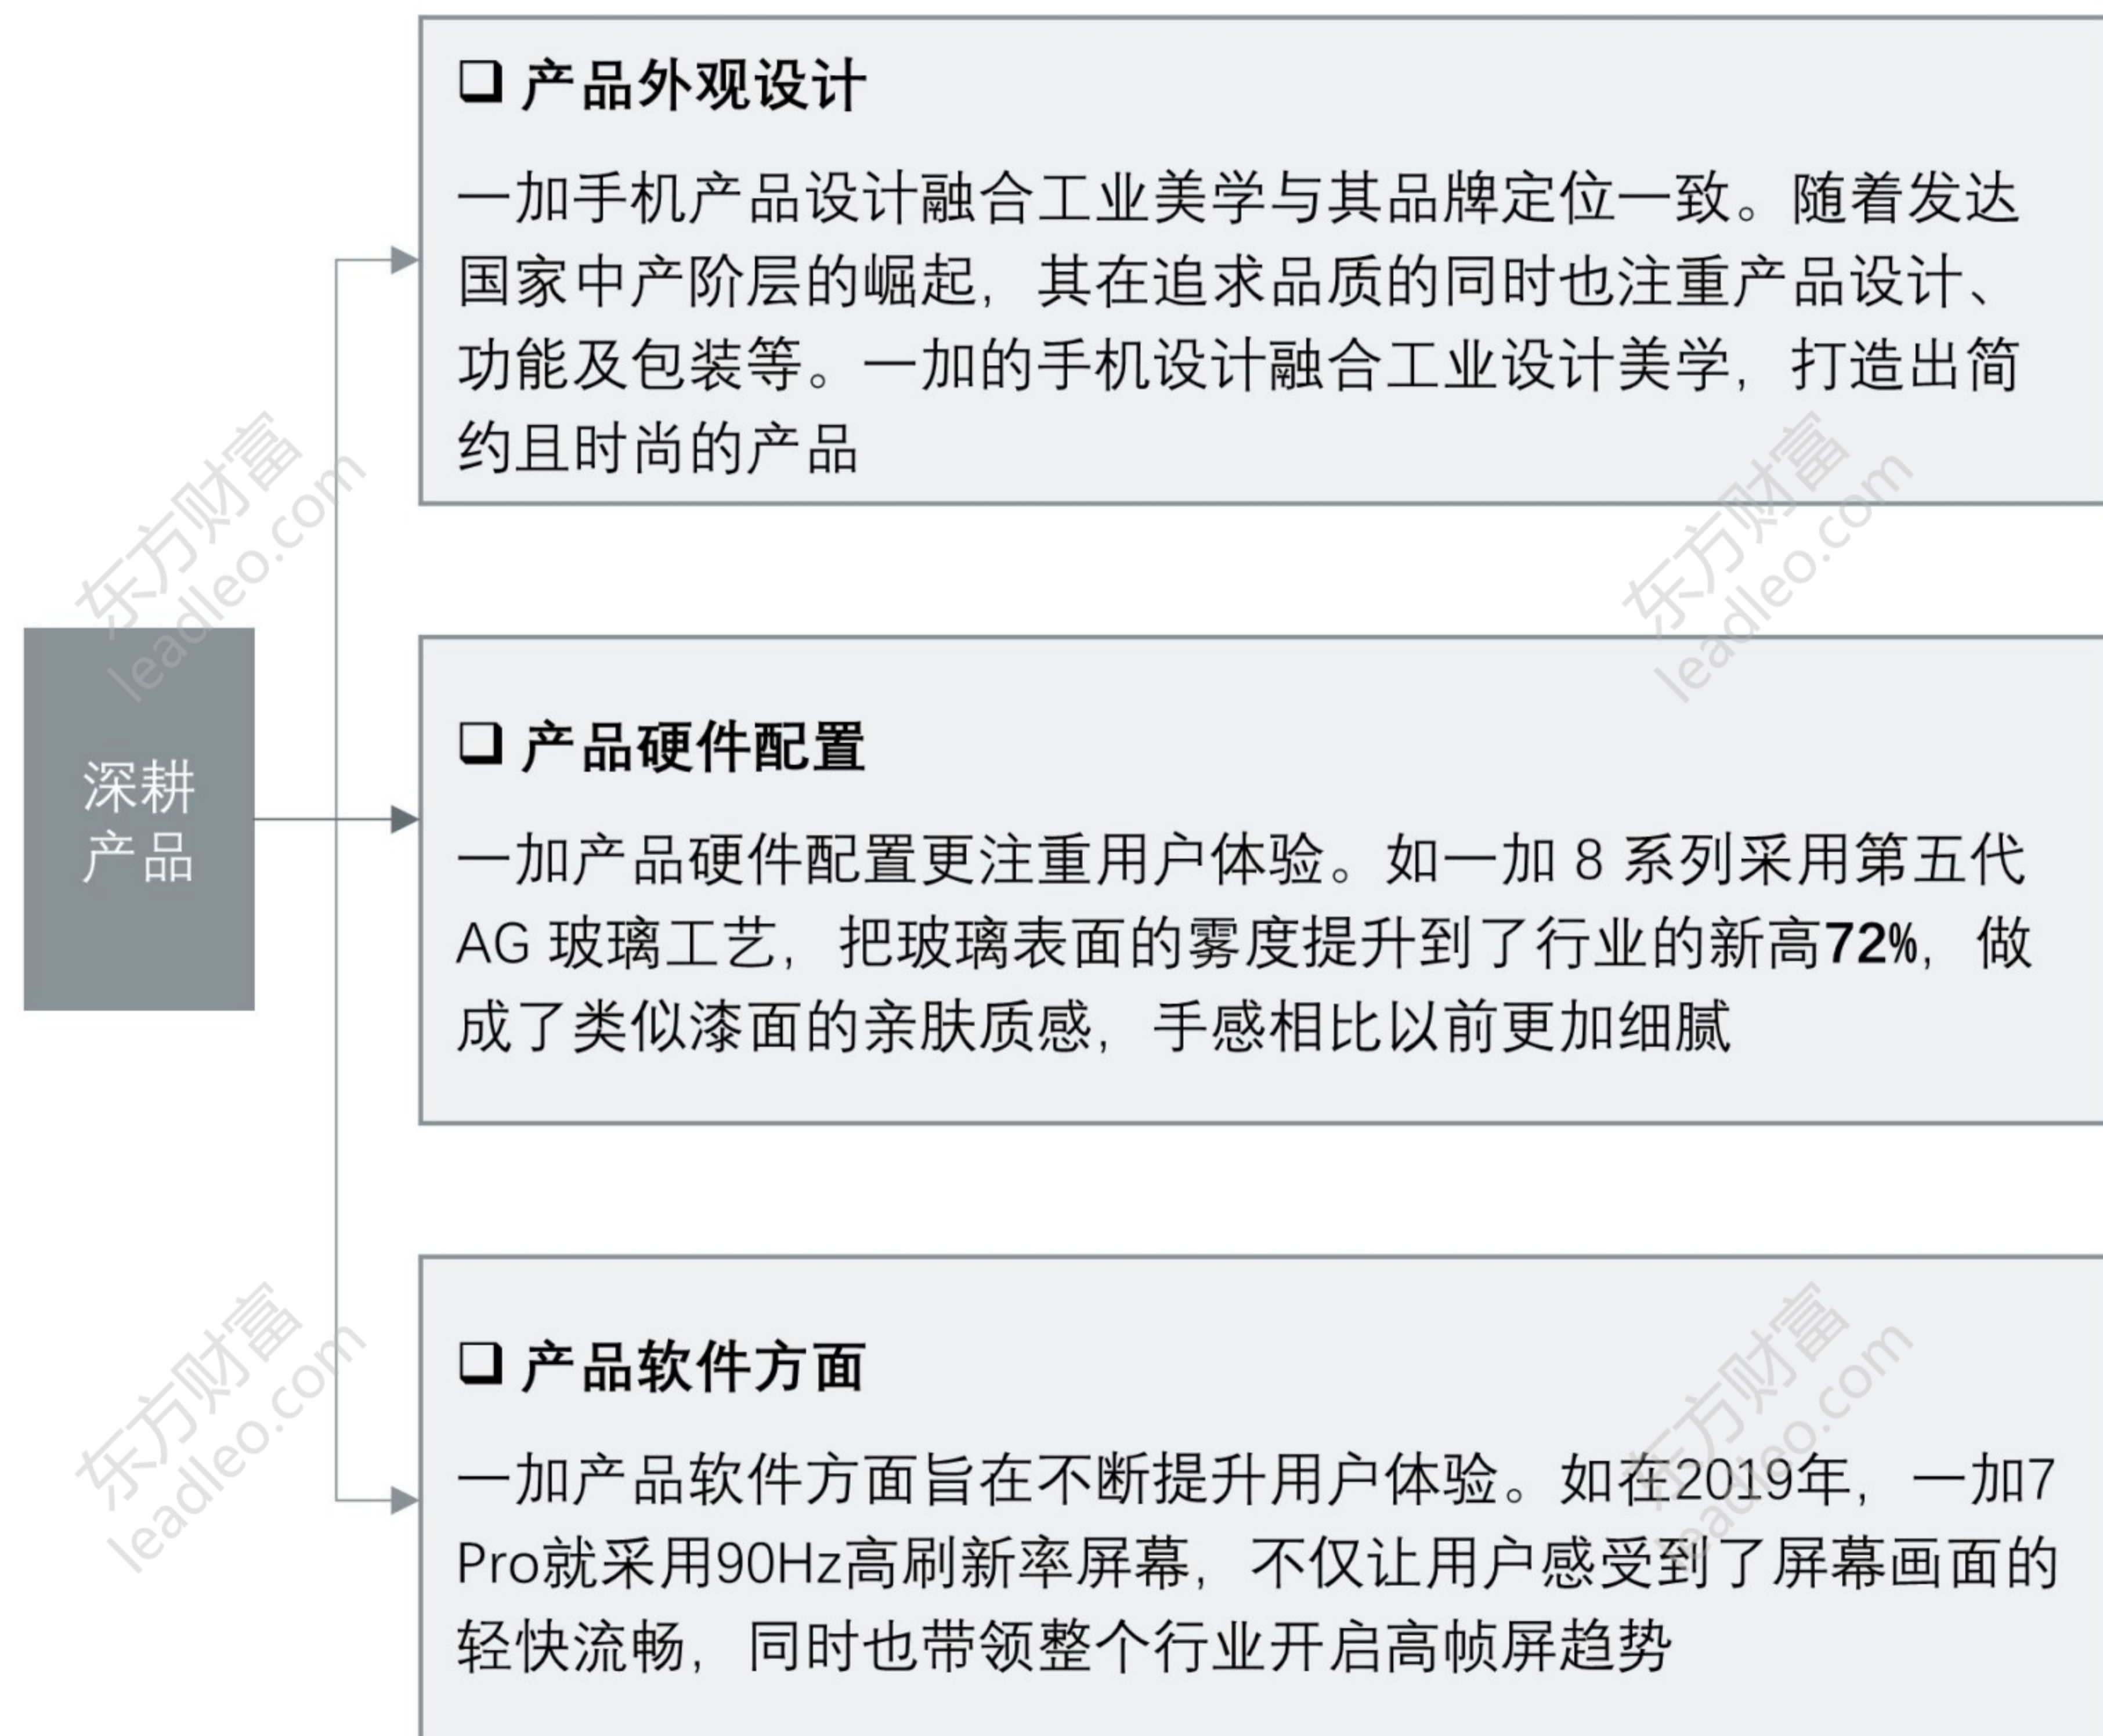 ❑ 产品外观设计
一加手机产品设计融合工业美学与其品牌定位一致。随着发达
国家中产阶层的崛起，其在追求品质的同时也注重产品设计、
功能及包装等。一加的手机设计融合工业设计美学，打造出简
约且时尚的产品
东方财富
leadleo.com
东方财富
leadleo.com
深耕
产品
❑ 产品硬件配置
一加产品硬件配置更注重用户体验。如一加 8 系列采用第五代
AG 玻璃工艺，把玻璃表面的雾度提升到了行业的新高72%，做
成了类似漆面的亲肤质感，手感相比以前更加细腻
❑ 产品软件方面
一加产品软件方面旨在不断提升用户体验。如在2019年，一加7
Pro就采用90Hz高刷新率屏幕，不仅让用户感受到了屏幕画面的
轻快流畅，同时也带领整个行业开启高帧屏趋势
东方财富
leadleo.com
东方财富
leadleo.com